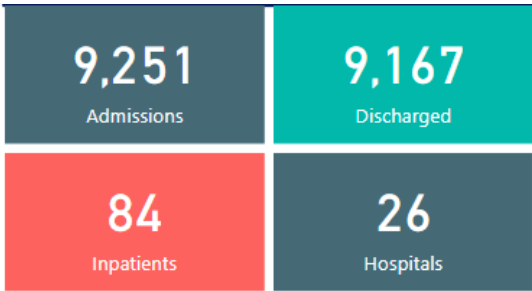 9,251
Admissions
9,167
Discharged
84
Inpatients
26
Hospitals